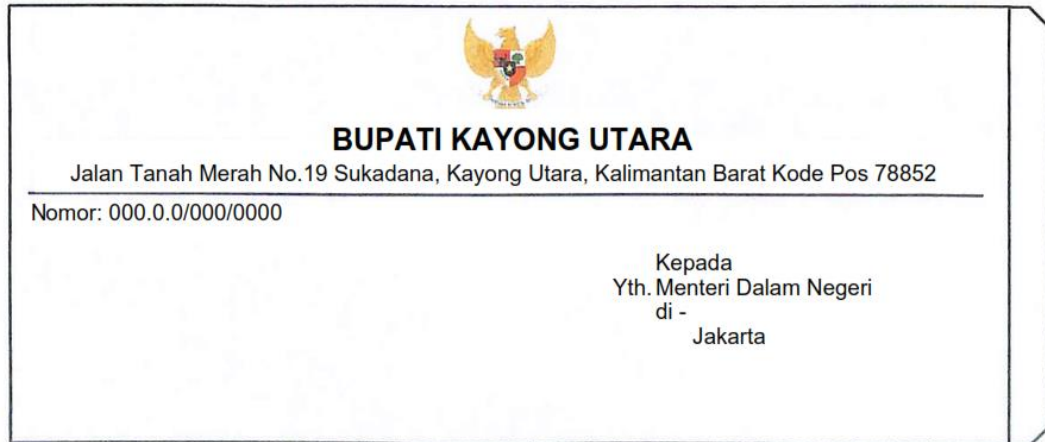 BUPATI KAYONG UTARA
Jalan Tanah Merah No.19 Sukadana, Kayong Utara, Kalimantan Barat Kode Pos 78852
Nomor: 000.0.0/000/0000
Kepada
Yth. Menteri Dalam Negeri
di -
Jakarta